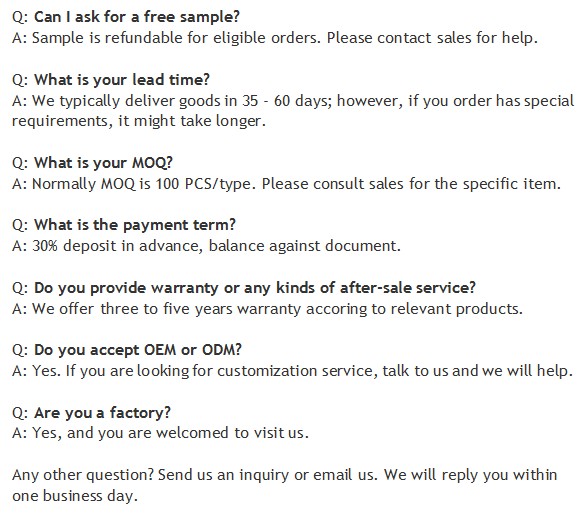 Q: Can I ask for a free sample?
A: Sample is refundable for eligible orders. Please contact sales for help.
Q: What is your lead time?
A: We typically deliver goods in 35 - 60 days; however, if you order has special
requirements, it might take longer.
Q: What is your MOQ?
A: Normally MOQ is 100 PCS/type. Please consult sales for the specific item.
Q: What is the payment term?
A: 30% deposit in advance, balance against document.
Q: Do you provide warranty or any kinds of after-sale service?
A: We offer three to five years warranty accoring to relevant products.
Q: Do you accept OEM or ODM?
A: Yes. If you are looking for customization service, talk to us and we will help.
Q: Are you a factory?
A: Yes, and you are welcomed to visit us.
Any other question? Send us an inquiry or email us. We will reply you within
one business day.